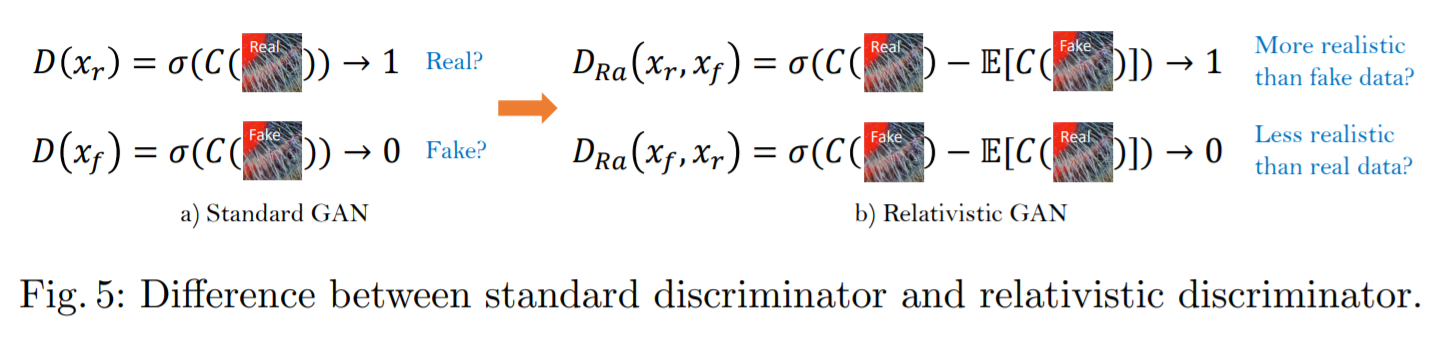 D(x_r) = σ(C(Real)) → 1 Real?
D_Ra(x_r, x_f) = σ(C(Real) − 𝔼[C(Fake)]) → 1 More realistic
than fake data?
D(x_f) = σ(C(Fake)) → 0 Fake?
D_Ra(x_f, x_r) = σ(C(Fake) − 𝔼[C(Real)]) → 0 Less realistic
than real data?
a) Standard GAN
b) Relativistic GAN
Fig. 5: Difference between standard discriminator and relativistic discriminator.